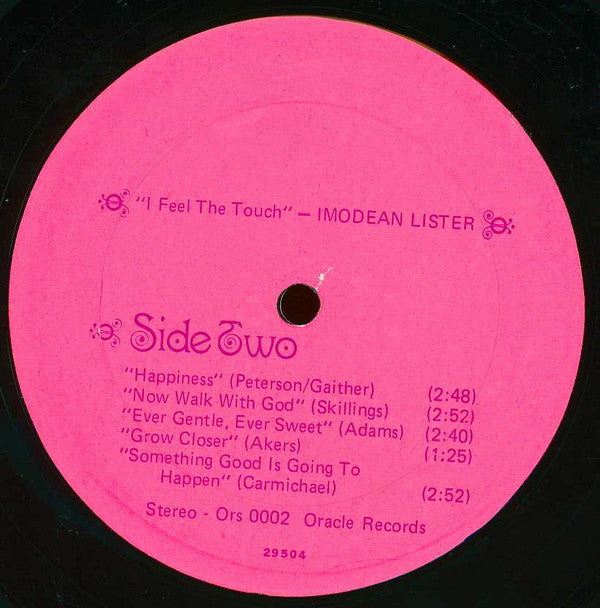 "I Feel The Touch" – IMODEAN LISTER
Side Two
"Happiness" (Peterson/Gaither) (2:48)
"Now Walk With God" (Skillings) (2:52)
"Ever Gentle, Ever Sweet" (Adams) (2:40)
"Grow Closer" (Akers) (1:25)
"Something Good Is Going To
Happen" (Carmichael) (2:52)
Stereo - Ors 0002 Oracle Records
29504